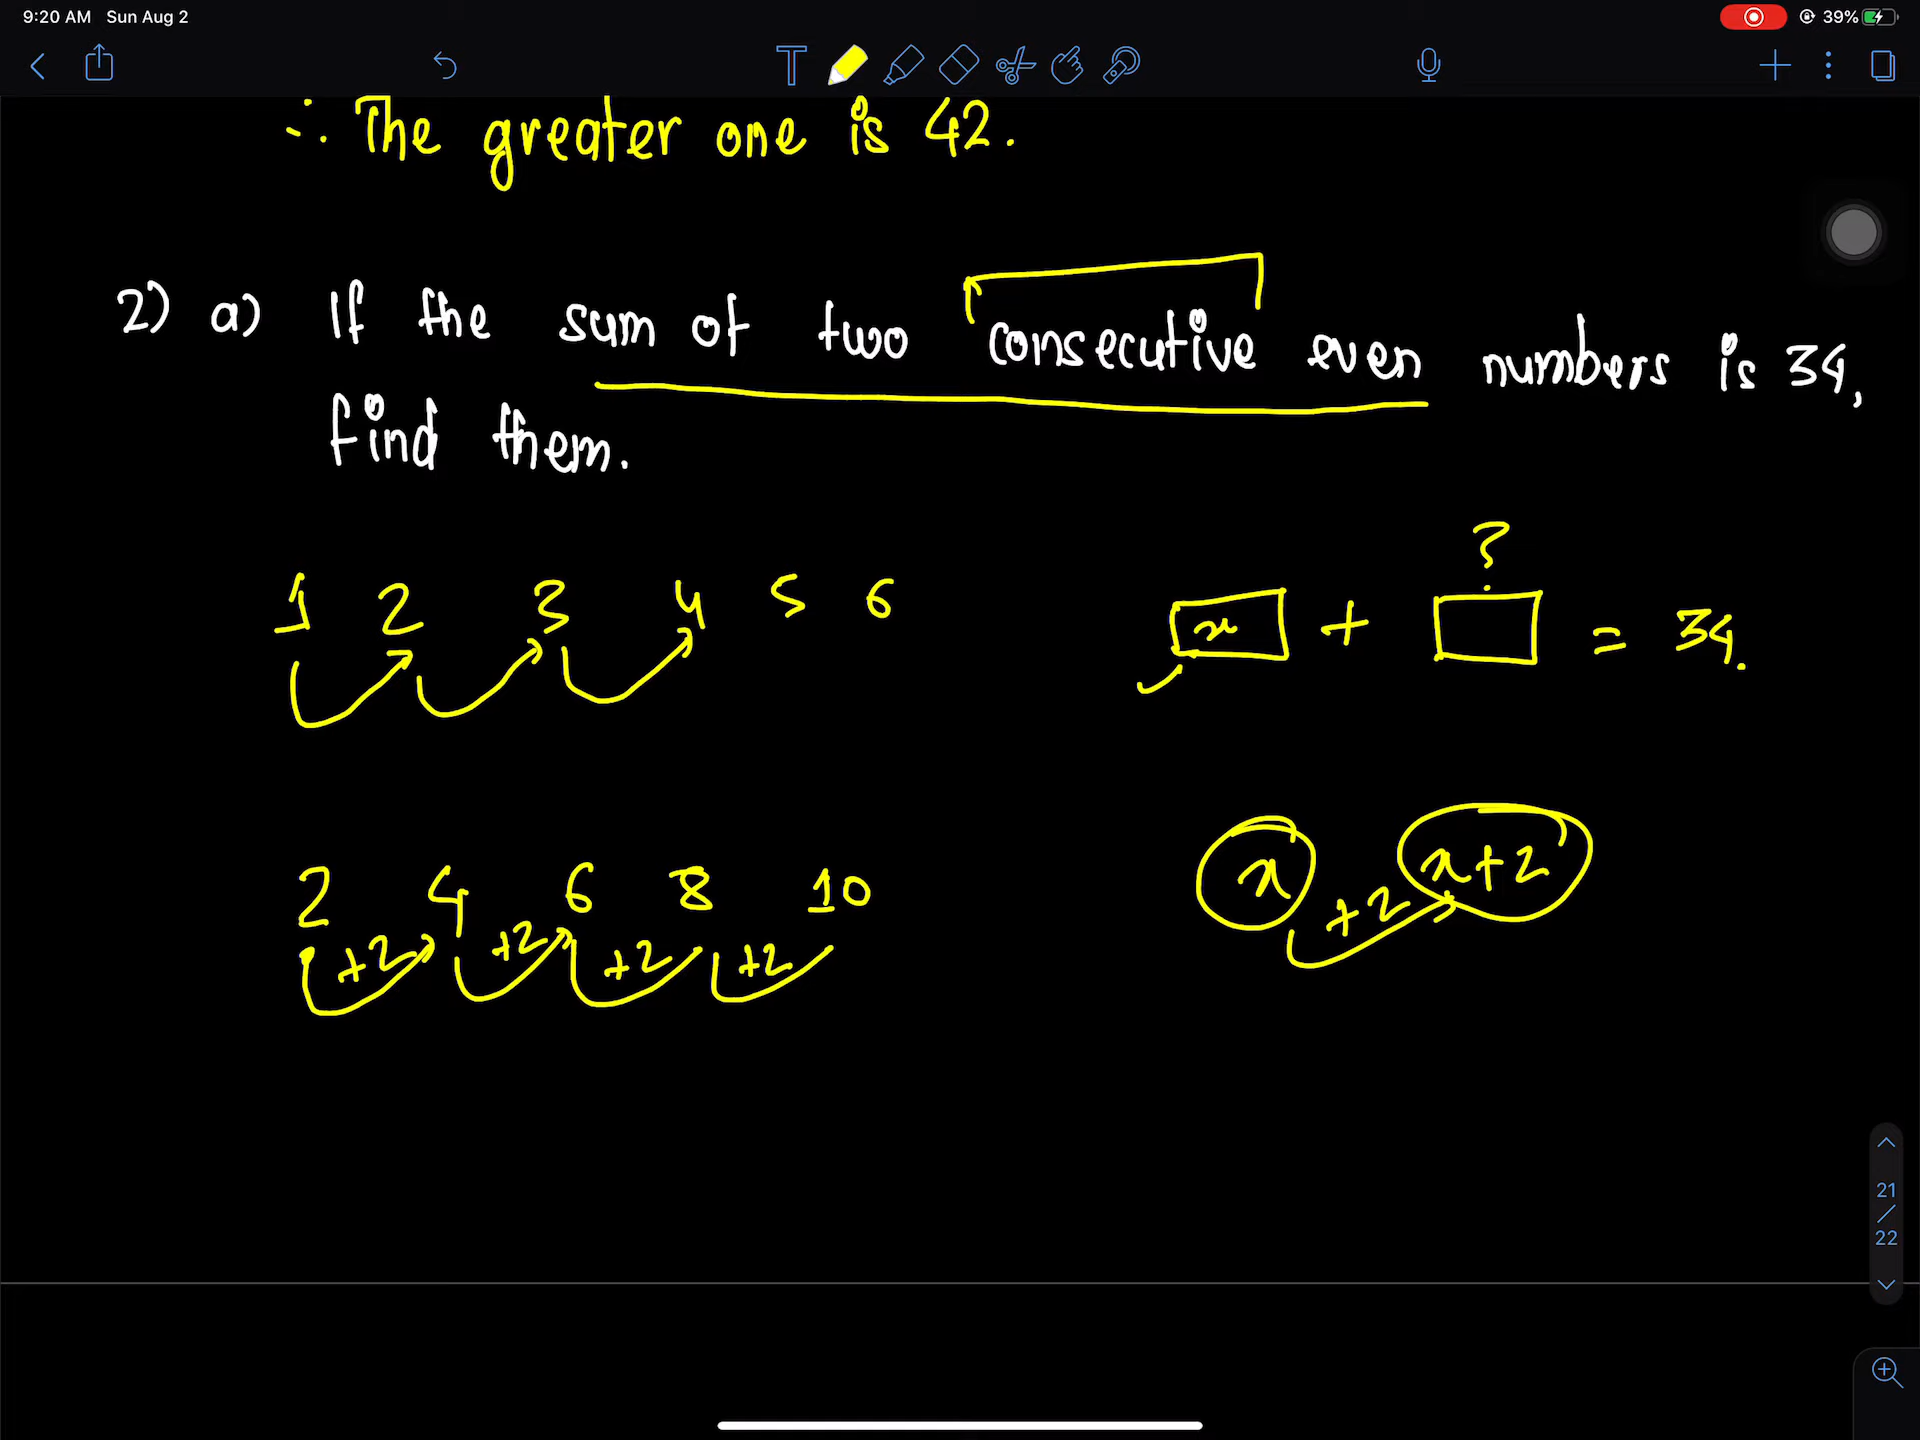 9:20 AM Sun Aug 2
39%
T
∴ The greater one is 42.
2) a) If the sum of two consecutive even numbers is 34,
find them.
?
1 2 3 4 5 6
x + = 34.
x +2 x+2
2 4 6 8 10
+2 +2 +2 +2
21
/
22